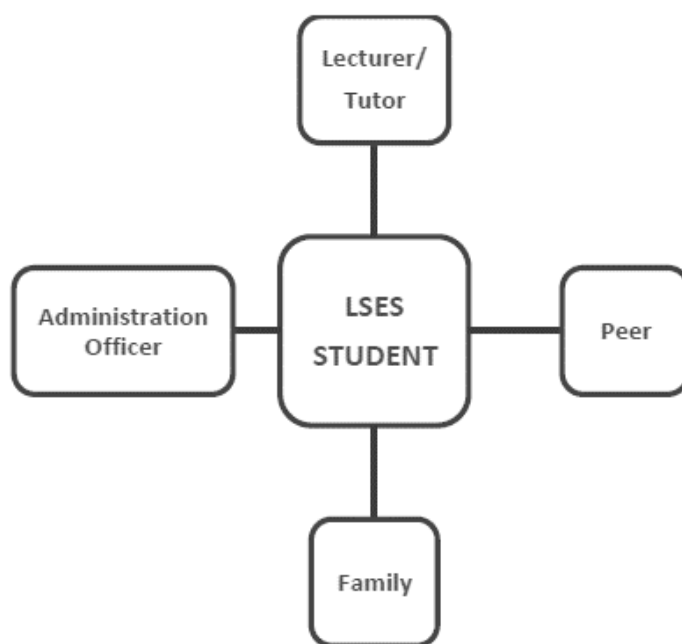 Lecturer/
Tutor
Administration
Officer
LSES
STUDENT
Peer
Family